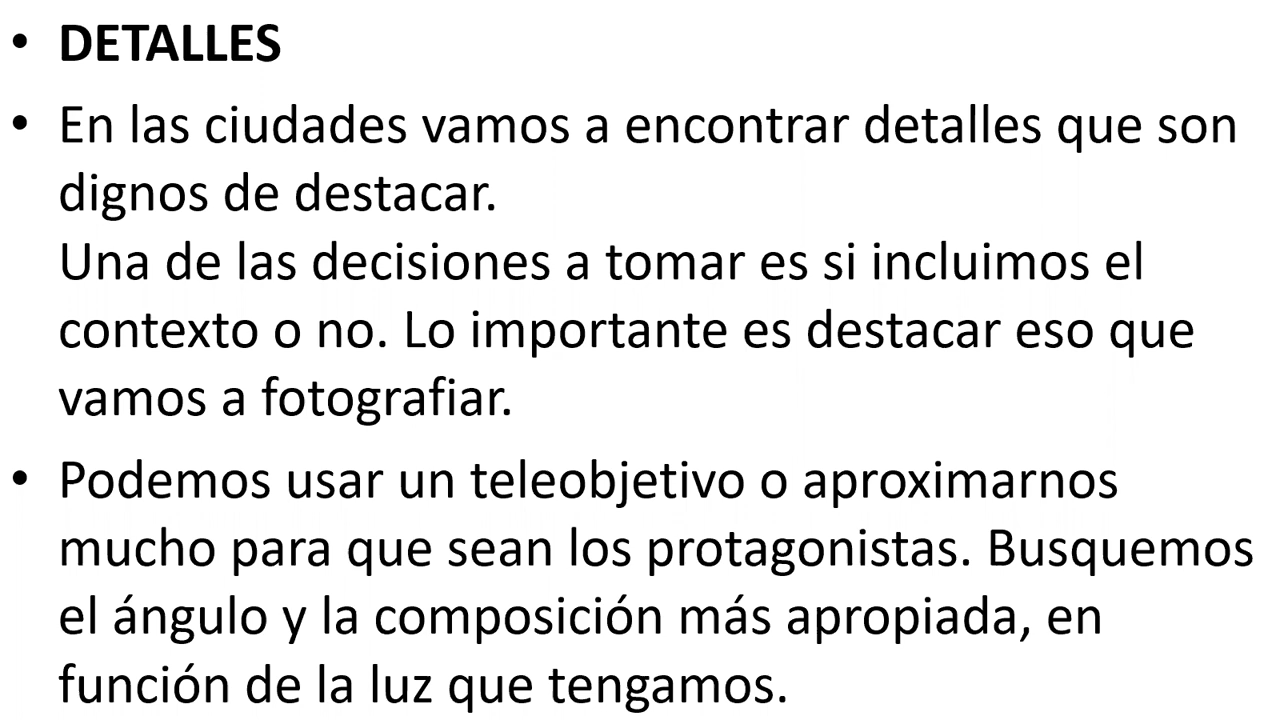 • DETALLES
• En las ciudades vamos a encontrar detalles que son
dignos de destacar.
Una de las decisiones a tomar es si incluimos el
contexto o no. Lo importante es destacar eso que
vamos a fotografiar.
• Podemos usar un teleobjetivo o aproximarnos
mucho para que sean los protagonistas. Busquemos
el ángulo y la composición más apropiada, en
función de la luz que tengamos.